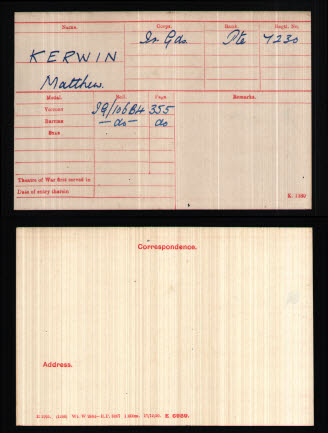 Name. Corps. Rank. Regtl. No.
KERWIN Ir Gds. Pte 7230
Matthew.
Medal. Roll. Page. Remarks.
VICTORY IG/106B4 355
BRITISH — do — do
STAR
Theatre of War first served in
Date of entry therein
K. 1380
Correspondence.
Address.